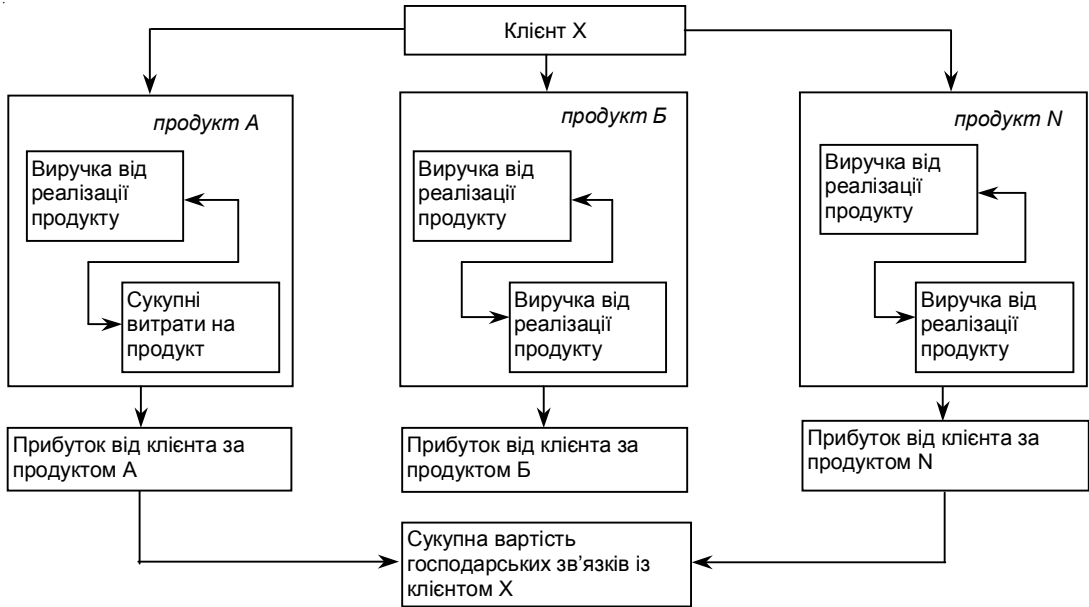 Клієнт Х
продукт А
Виручка від
реалізації
продукту
Сукупні
витрати на
продукт
продукт Б
Виручка від
реалізації
продукту
Виручка від
реалізації
продукту
продукт N
Виручка від
реалізації
продукту
Виручка від
реалізації
продукту
Прибуток від клієнта за
продуктом А
Прибуток від клієнта за
продуктом Б
Прибуток від клієнта за
продуктом N
Сукупна вартість
господарських зв’язків із
клієнтом Х